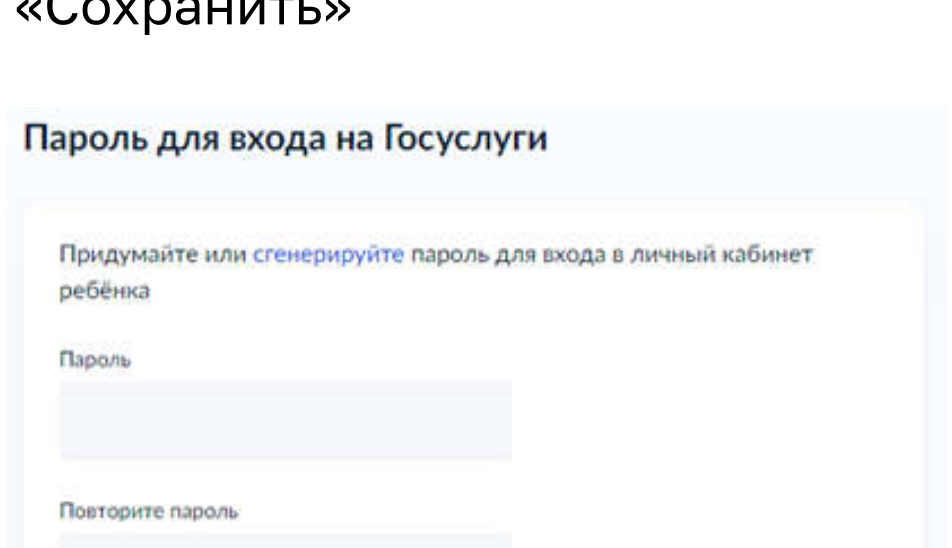 «Сохранить»
Пароль для входа на Госуслуги
Придумайте или сгенерируйте пароль для входа в личный кабинет
ребёнка
Пароль
Повторите пароль